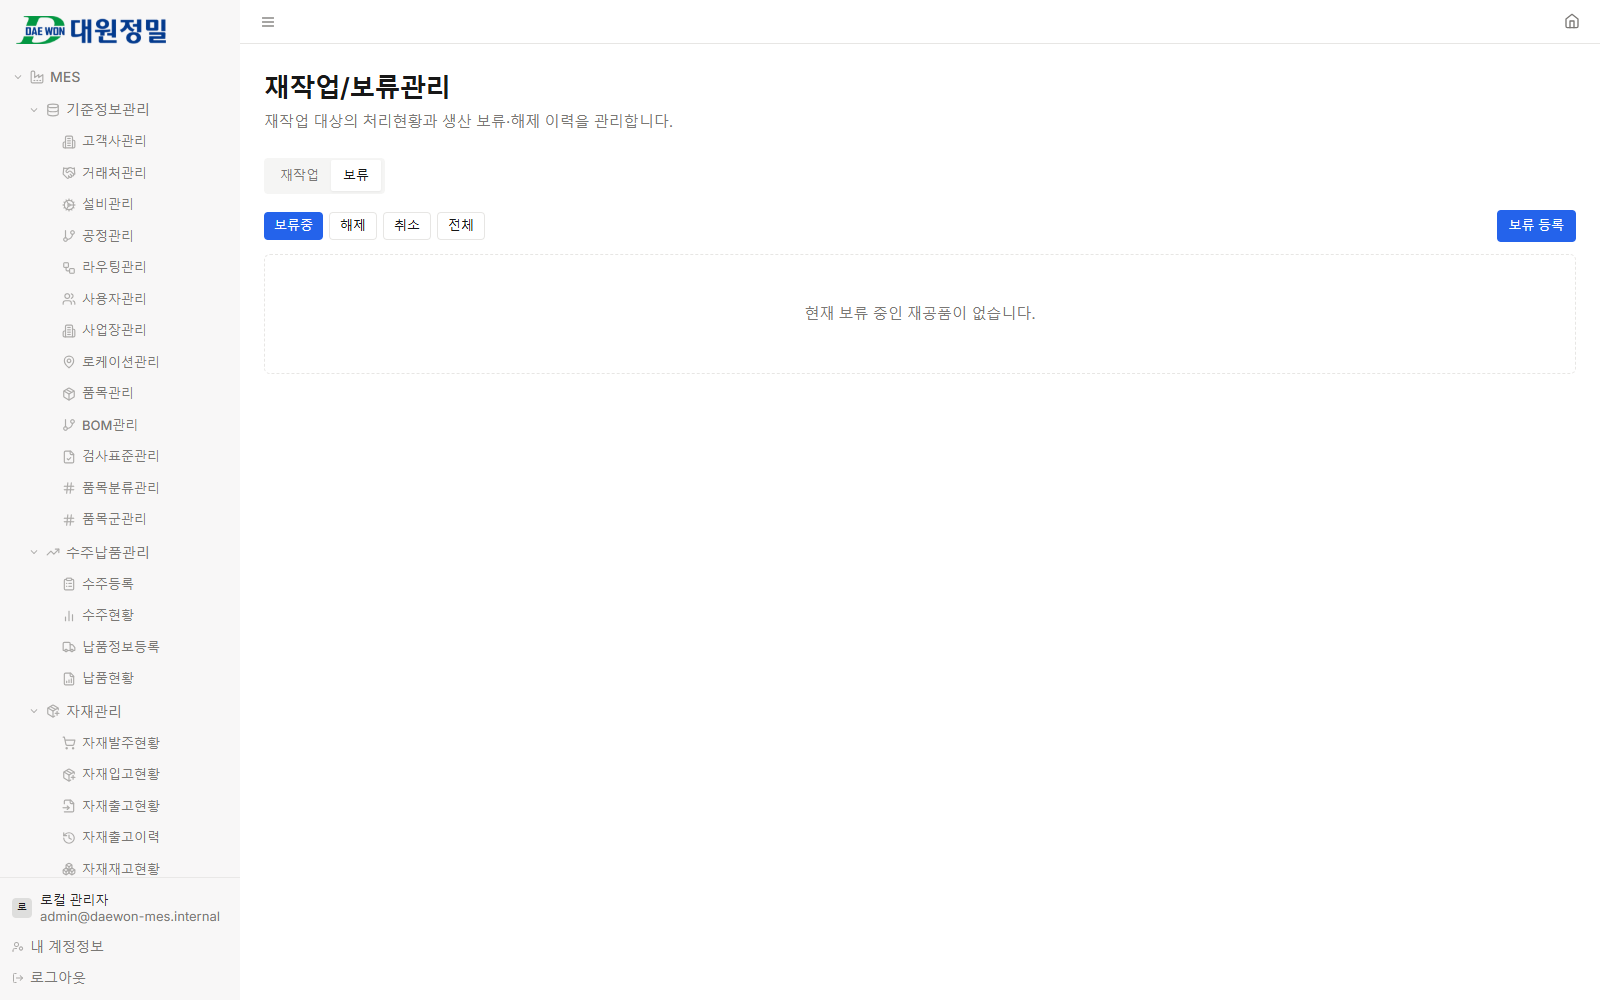 DAE WON 대원정밀
MES
기준정보관리
고객사관리
거래처관리
설비관리
공정관리
라우팅관리
사용자관리
사업장관리
로케이션관리
품목관리
BOM관리
검사표준관리
품목분류관리
품목군관리
수주납품관리
수주등록
수주현황
납품정보등록
납품현황
자재관리
자재발주현황
자재입고현황
자재출고현황
자재출고이력
자재재고현황
로
로컬 관리자
admin@daewon-mes.internal
내 계정정보
로그아웃
재작업/보류관리
재작업 대상의 처리현황과 생산 보류·해제 이력을 관리합니다.
재작업 보류
보류중 해제 취소 전체 보류 등록
현재 보류 중인 재공품이 없습니다.